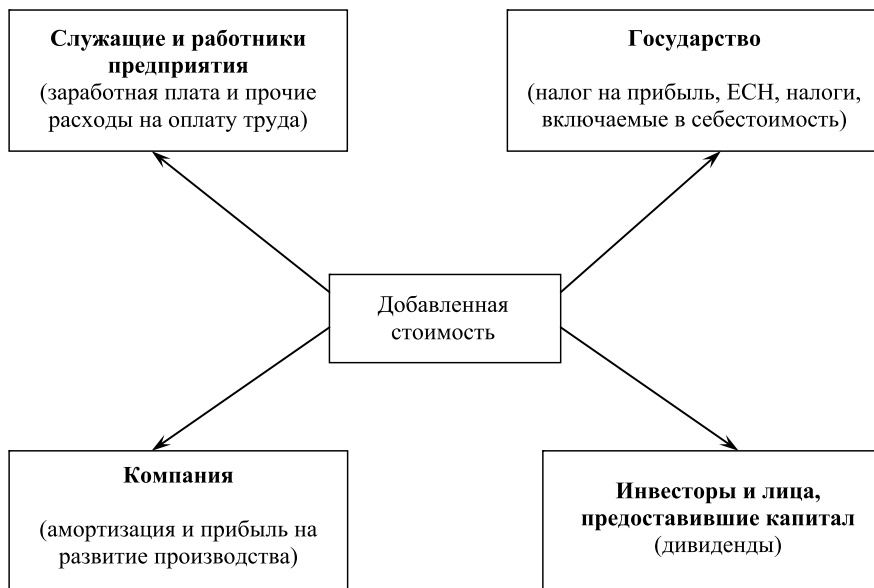 Служащие и работники
предприятия
(заработная плата и прочие
расходы на оплату труда)
Государство
(налог на прибыль, ЕСН, налоги,
включаемые в себестоимость)
Добавленная
стоимость
Компания
(амортизация и прибыль на
развитие производства)
Инвесторы и лица,
предоставившие капитал
(дивиденды)